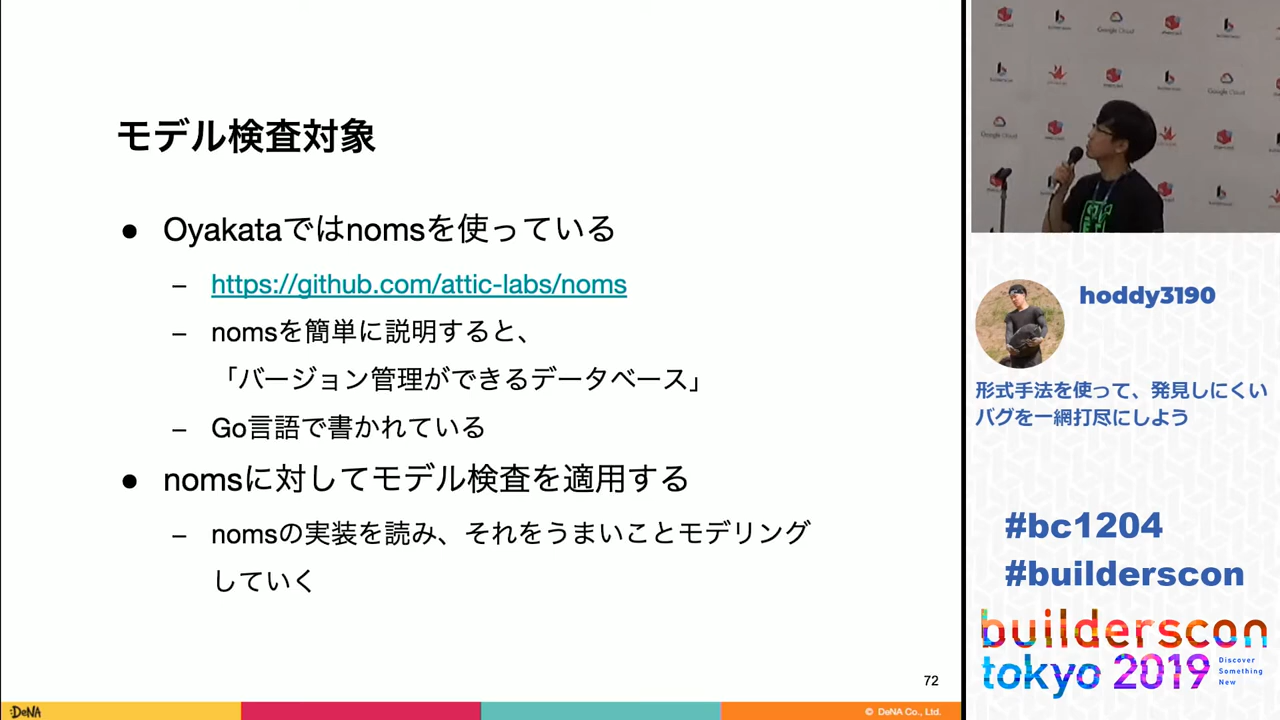 モデル検査対象
● Oyakataではnomsを使っている
– https://github.com/attic-labs/noms
– nomsを簡単に説明すると、
「バージョン管理ができるデータベース」
– Go言語で書かれている
● nomsに対してモデル検査を適用する
– nomsの実装を読み、それをうまいことモデリング
していく
72
:DeNA
© DeNA Co., Ltd.
Google Cloud
Google Cloud
Google Cloud
hoddy3190
形式手法を使って、発見しにくい
バグを一網打尽にしよう
#bc1204
#builderscon
builderscon
tokyo 2019
Discover
Something
New